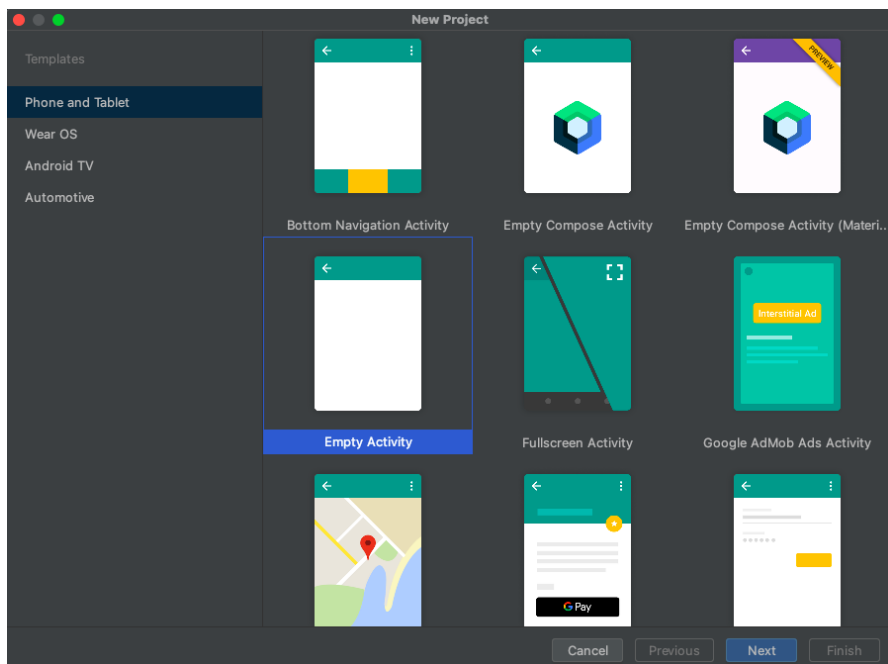 New Project
Templates
Phone and Tablet
Wear OS
Android TV
Automotive
PREVIEW
Bottom Navigation Activity
Empty Compose Activity
Empty Compose Activity (Materi..
Interstitial Ad
Empty Activity
Fullscreen Activity
Google AdMob Ads Activity
G Pay
Cancel
Previous
Next
Finish